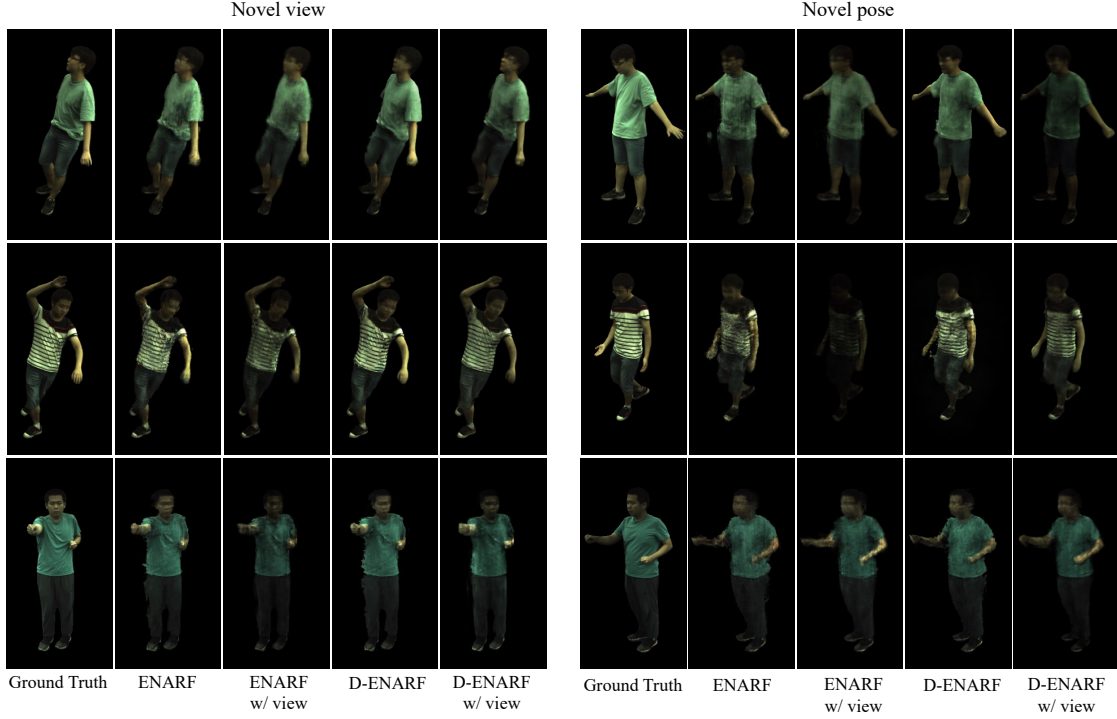 Novel view
Novel pose
Ground Truth
ENARF
ENARF
w/ view
D-ENARF
D-ENARF
w/ view
Ground Truth
ENARF
ENARF
w/ view
D-ENARF
D-ENARF
w/ view